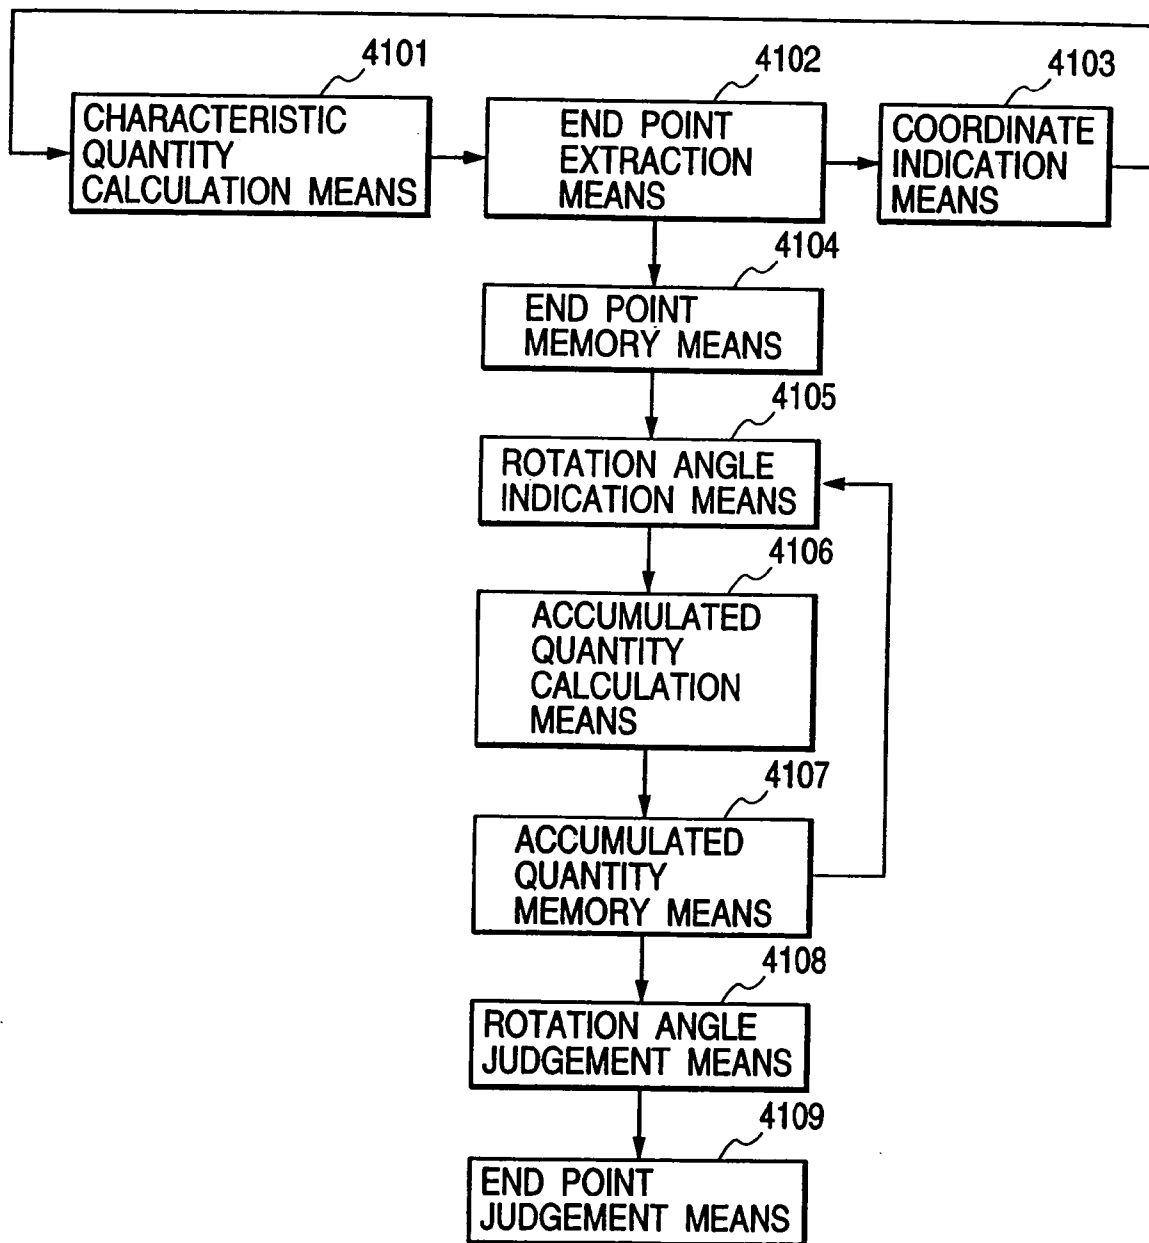 4101
CHARACTERISTIC
QUANTITY
CALCULATION MEANS
4102
END POINT
EXTRACTION
MEANS
4103
COORDINATE
INDICATION
MEANS
4104
END POINT
MEMORY MEANS
4105
ROTATION ANGLE
INDICATION MEANS
4106
ACCUMULATED
QUANTITY
CALCULATION
MEANS
4107
ACCUMULATED
QUANTITY
MEMORY MEANS
4108
ROTATION ANGLE
JUDGEMENT MEANS
4109
END POINT
JUDGEMENT MEANS